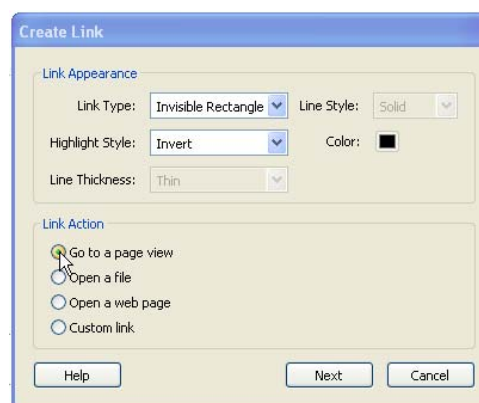 Create Link
Link Appearance
Link Type: Invisible Rectangle Line Style: Solid
Highlight Style: Invert Color:
Line Thickness: Thin
Link Action
Go to a page view
Open a file
Open a web page
Custom link
Help Next Cancel